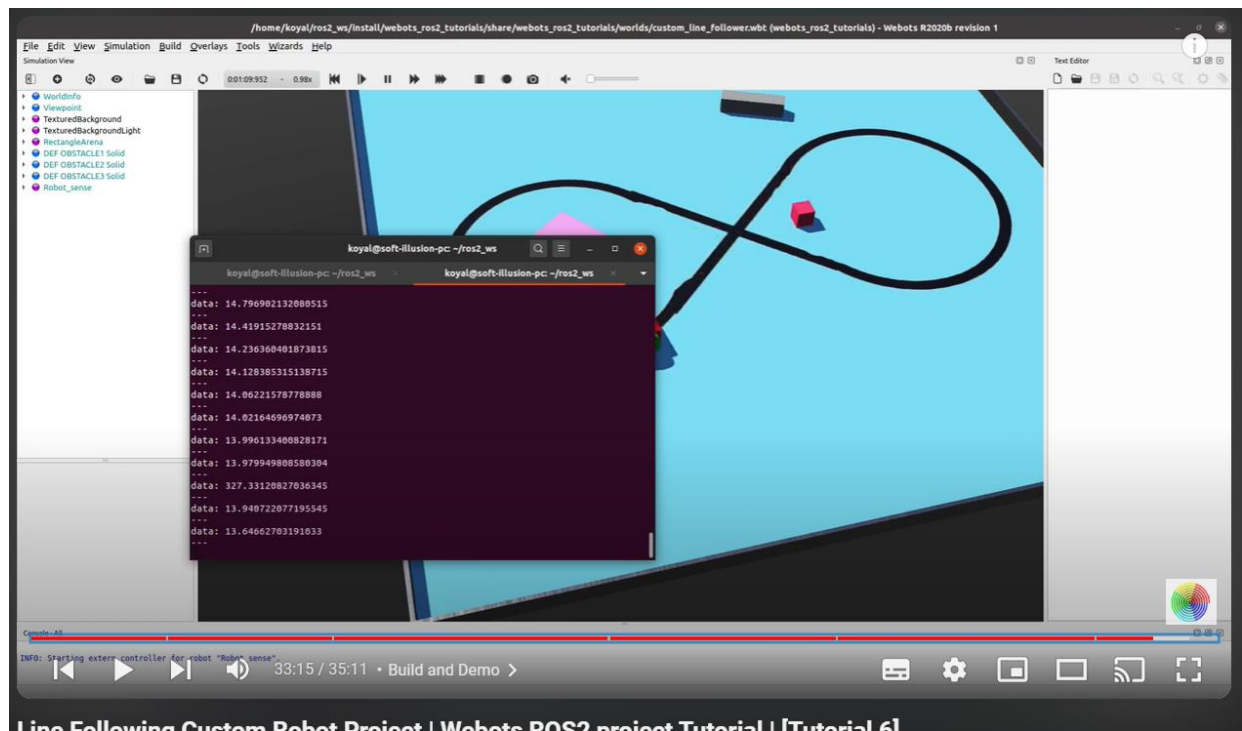 /home/koyal/ros2_ws/install/webots_ros2_tutorials/share/webots_ros2_tutorials/worlds/custom_line_follower.wbt (webots_ros2_tutorials) - Webots R2020b revision 1
File Edit View Simulation Build Overlays Tools Wizards Help
Simulation View
Text Editor
0:01:09:952 - 0.98x
WorldInfo
Viewpoint
TexturedBackground
TexturedBackgroundLight
RectangleArena
DEF OBSTACLE1 Solid
DEF OBSTACLE2 Solid
DEF OBSTACLE3 Solid
Robot_sense
koyal@soft-illusion-pc: ~/ros2_ws
koyal@soft-illusion-pc: ~/ros2_ws
koyal@soft-illusion-pc: ~/ros2_ws
---
data: 14.796902132080515
---
data: 14.41915278832151
---
data: 14.236360401873815
---
data: 14.128385315138715
---
data: 14.06221578778888
---
data: 14.02164696974073
---
data: 13.996133400828171
---
data: 13.979949808580304
---
data: 327.33120827036345
---
data: 13.940722077195545
---
data: 13.64662703191033
---
Console - All
INFO: Starting extern controller for robot "Robot_sense".
33:15 / 35:11 • Build and Demo
Line Following Custom Robot Project | Webots ROS2 project Tutorial | [Tutorial 6]